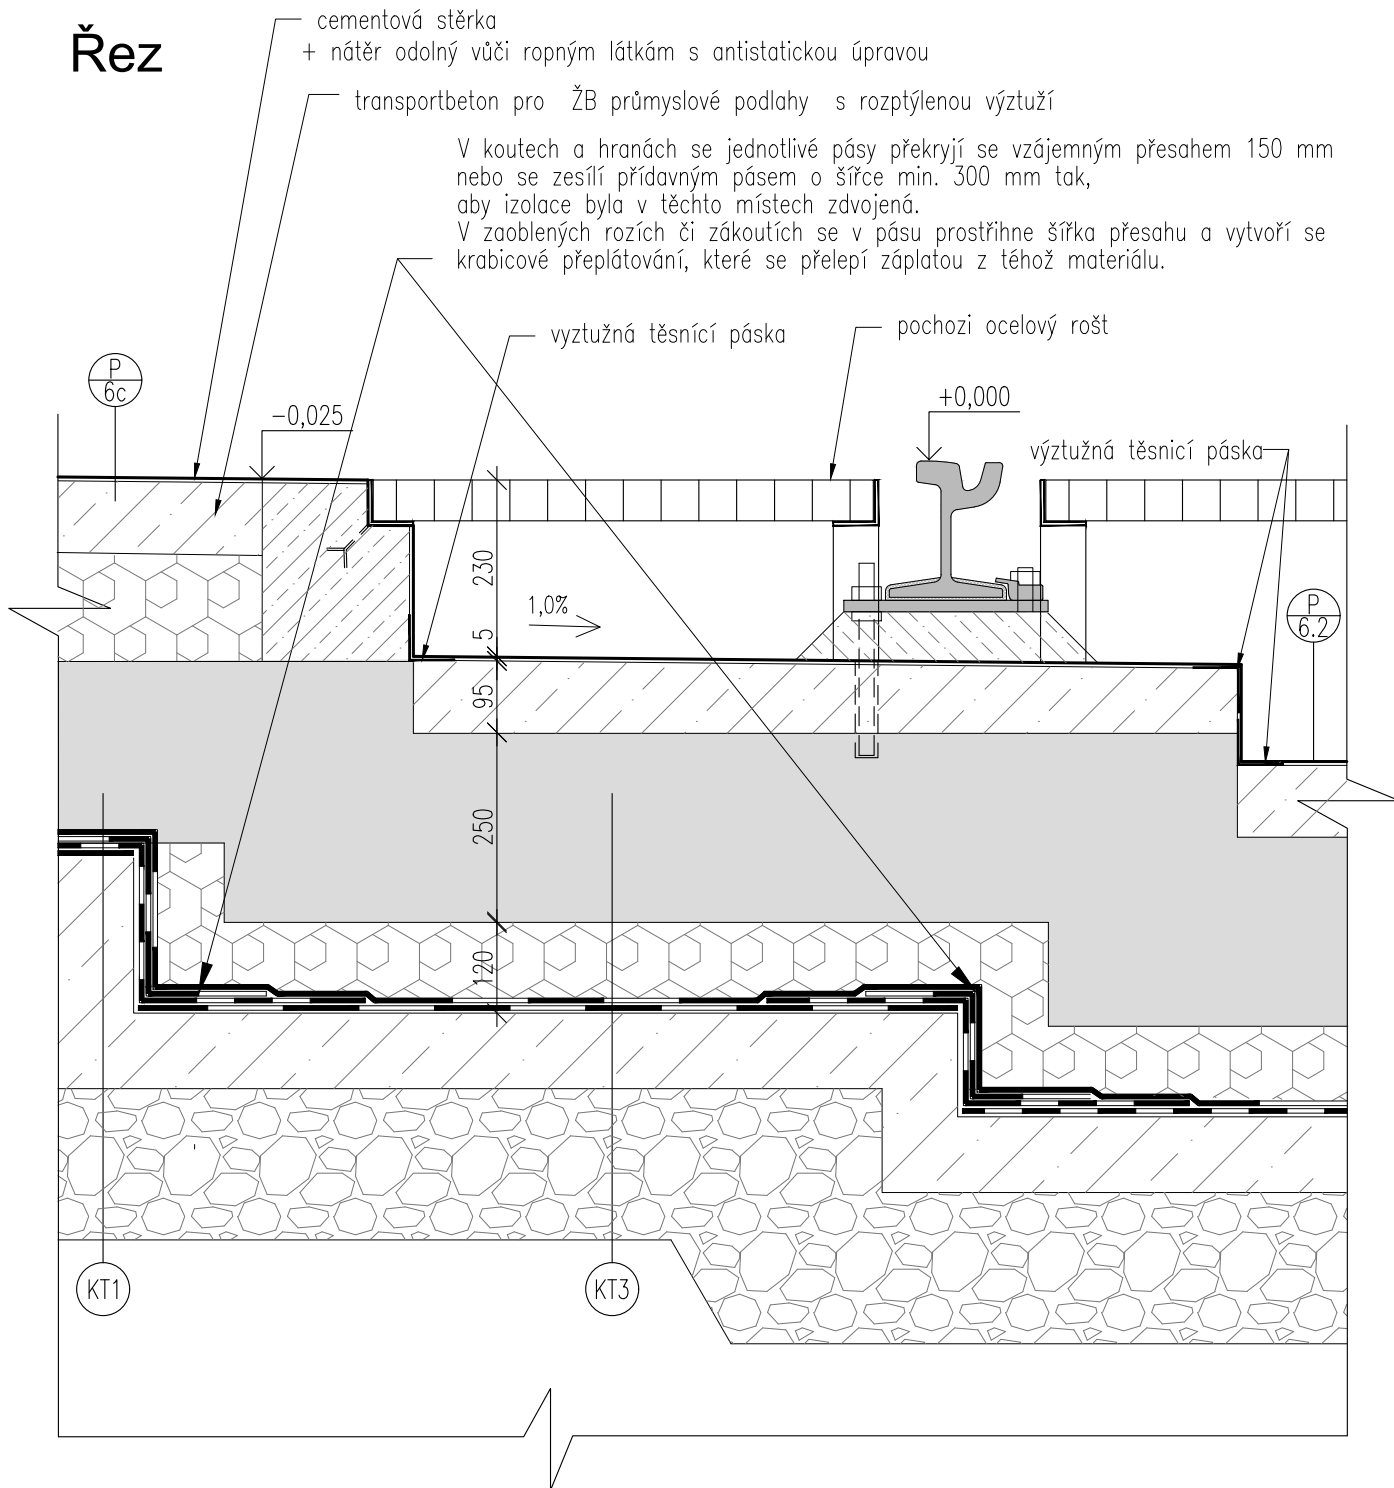 Řez
cementová stěrka
+ nátěr odolný vůči ropným látkám s antistatickou úpravou
transportbeton pro ŽB průmyslové podlahy s rozptýlenou výztuží
V koutech a hranách se jednotlivé pásy překryjí se vzájemným přesahem 150 mm
nebo se zesílí přídavným pásem o šířce min. 300 mm tak,
aby izolace byla v těchto místech zdvojená.
V zaoblených rozích či zákoutích se v pásu prostřihne šířka přesahu a vytvoří se
krabicové přeplátování, které se přelepí záplatou z téhož materiálu.
vyztužná těsnící páska
pochozi ocelový rošt
P
6c
-0,025
+0,000
výztužná těsnicí páska
230
1,0%
5
P
6.2
95
250
120
KT1
KT3